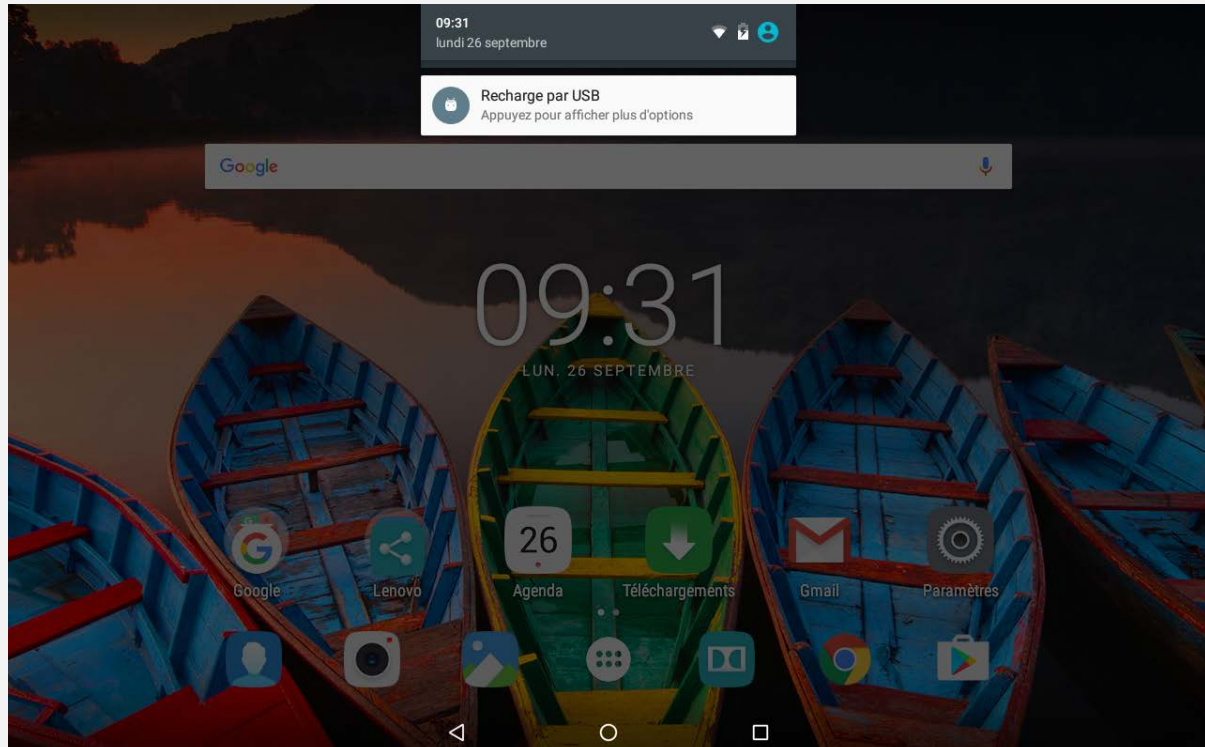 09:31
lundi 26 septembre
Recharge par USB
Appuyez pour afficher plus d'options
Google
09:31
LUN. 26 SEPTEMBRE
26
Google
Lenovo
Agenda
Téléchargements
Gmail
Paramètres